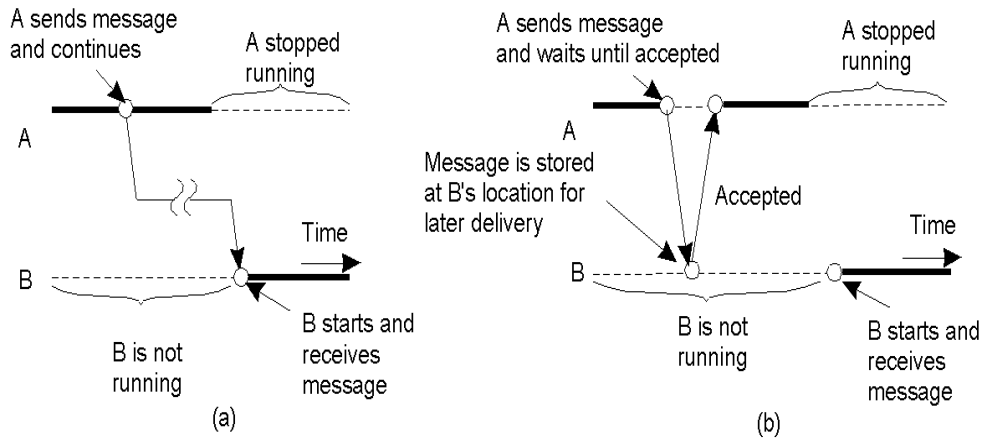 A sends message
and continues
A stopped
running
A
Time
B
B is not
running
B starts and
receives
message
(a)
A sends message
and waits until accepted
A stopped
running
A
Message is stored
at B's location for
later delivery
Accepted
Time
B
B is not
running
B starts and
receives
message
(b)